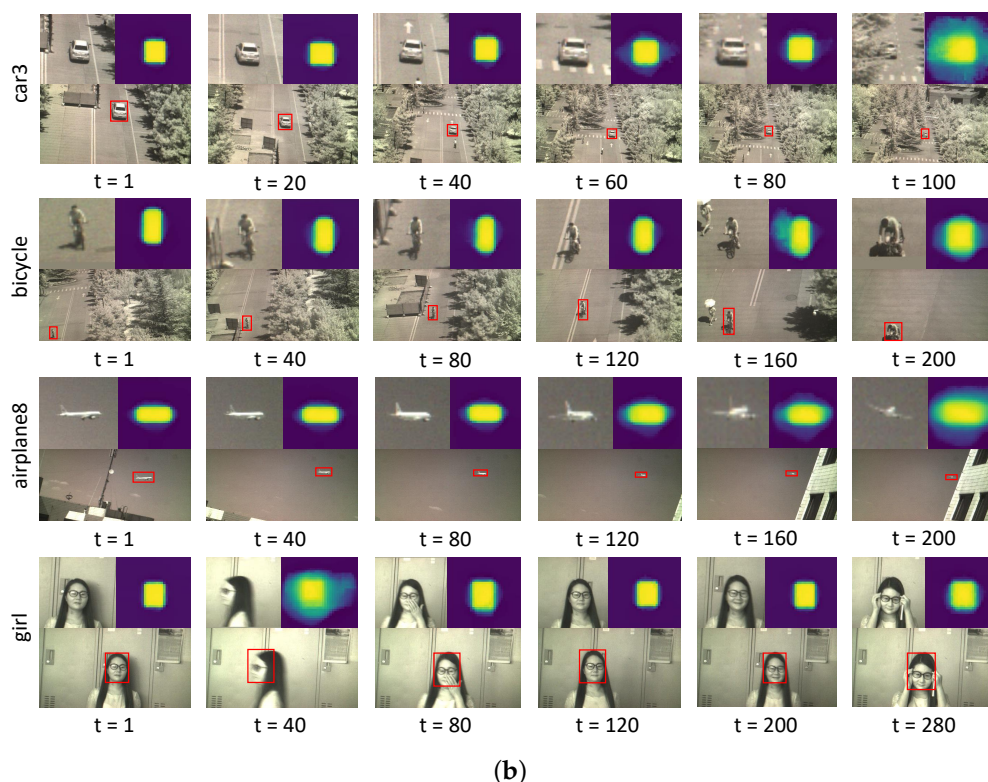 car3
t = 1 t = 20 t = 40 t = 60 t = 80 t = 100
bicycle
t = 1 t = 40 t = 80 t = 120 t = 160 t = 200
airplane8
t = 1 t = 40 t = 80 t = 120 t = 160 t = 200
girl
t = 1 t = 40 t = 80 t = 120 t = 200 t = 280
(b)